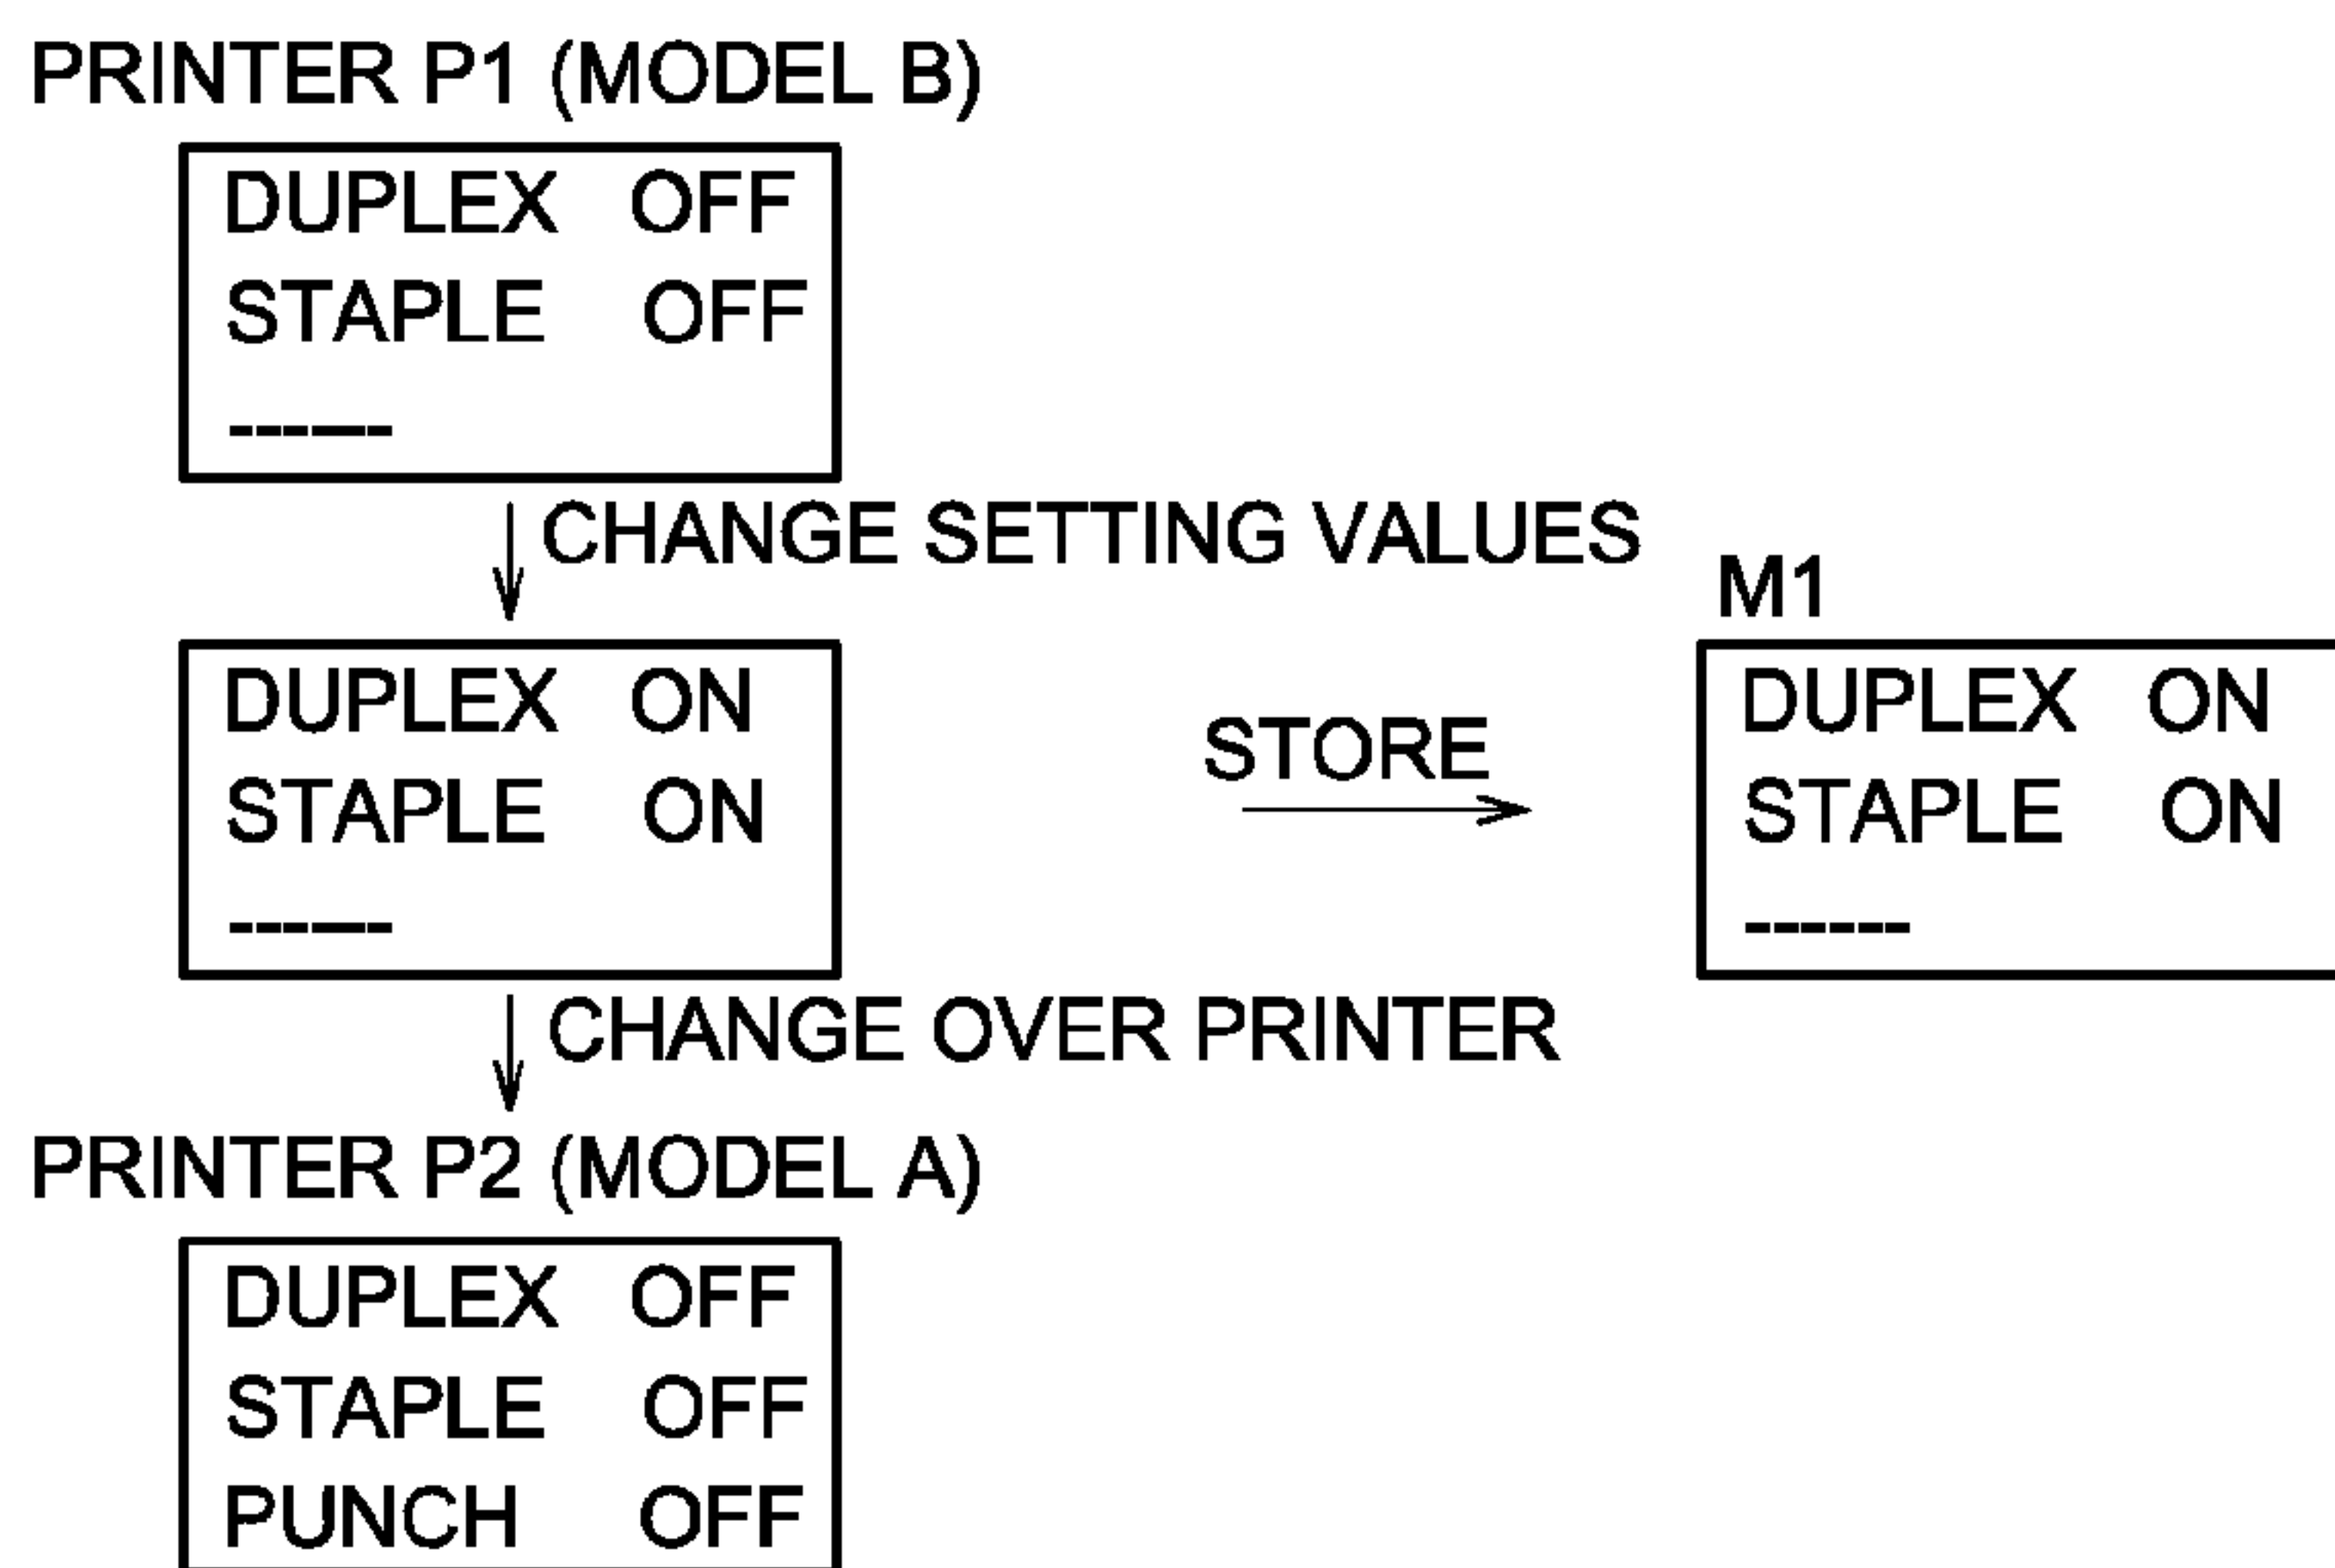 PRINTER P1 (MODEL B)
DUPLEX OFF
STAPLE OFF
------
CHANGE SETTING VALUES
M1
DUPLEX ON
STAPLE ON
------
STORE
DUPLEX ON
STAPLE ON
------
CHANGE OVER PRINTER
PRINTER P2 (MODEL A)
DUPLEX OFF
STAPLE OFF
PUNCH OFF